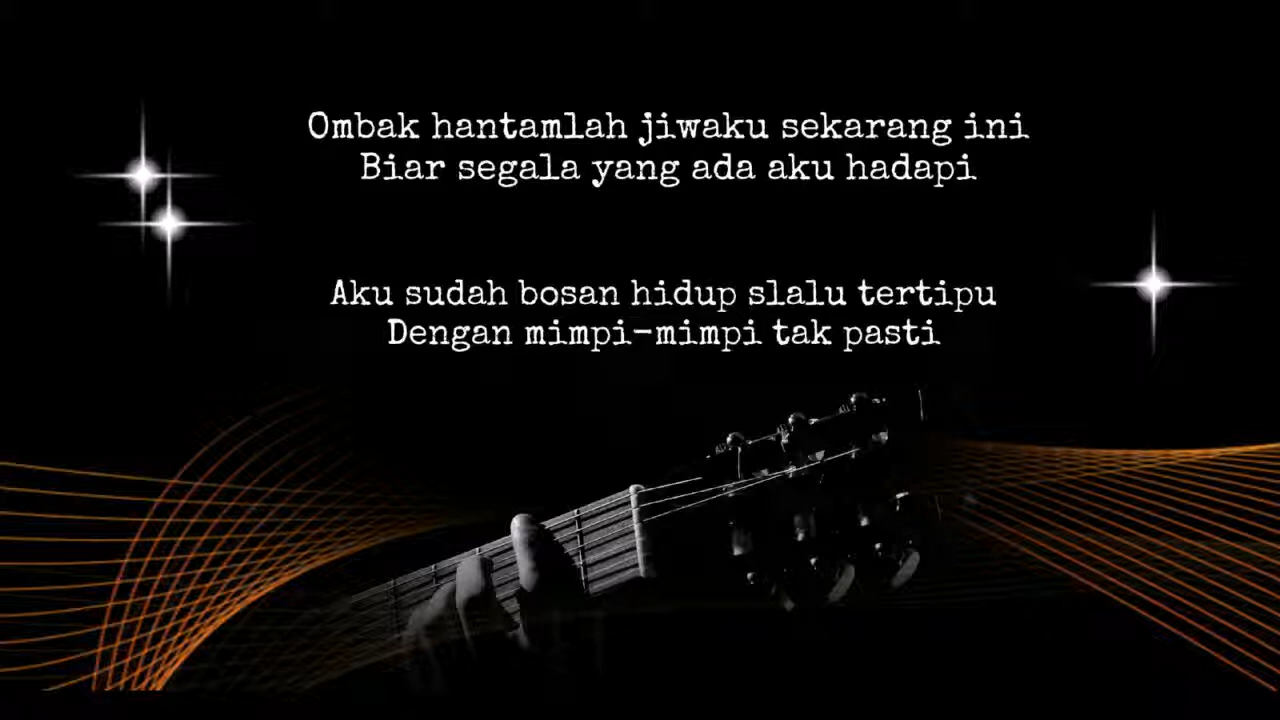 Ombak hantamlah jiwaku sekarang ini
Biar segala yang ada aku hadapi
Aku sudah bosan hidup slalu tertipu
Dengan mimpi-mimpi tak pasti